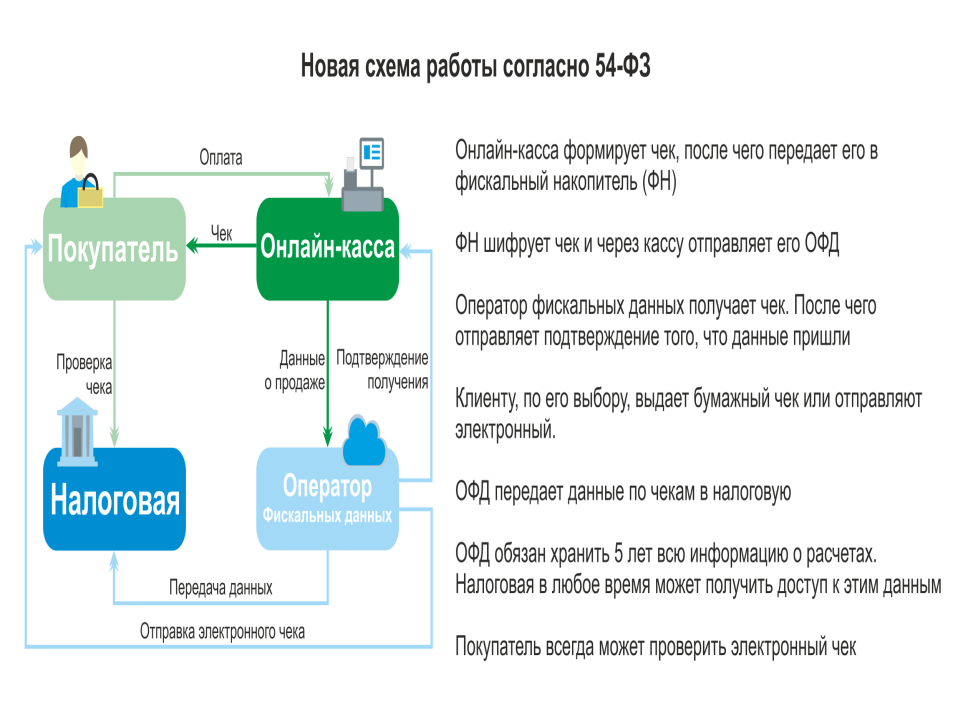 Новая схема работы согласно 54-ФЗ
Оплата
Покупатель
Чек
Онлайн-касса
Проверка
чека
Данные
о продаже
Подтверждение
получения
Налоговая
Оператор
Фискальных данных
Передача данных
Отправка электронного чека
Онлайн-касса формирует чек, после чего передает его в
фискальный накопитель (ФН)
ФН шифрует чек и через кассу отправляет его ОФД
Оператор фискальных данных получает чек. После чего
отправляет подтверждение того, что данные пришли
Клиенту, по его выбору, выдает бумажный чек или отправляют
электронный.
ОФД передает данные по чекам в налоговую
ОФД обязан хранить 5 лет всю информацию о расчетах.
Налоговая в любое время может получить доступ к этим данным
Покупатель всегда может проверить электронный чек